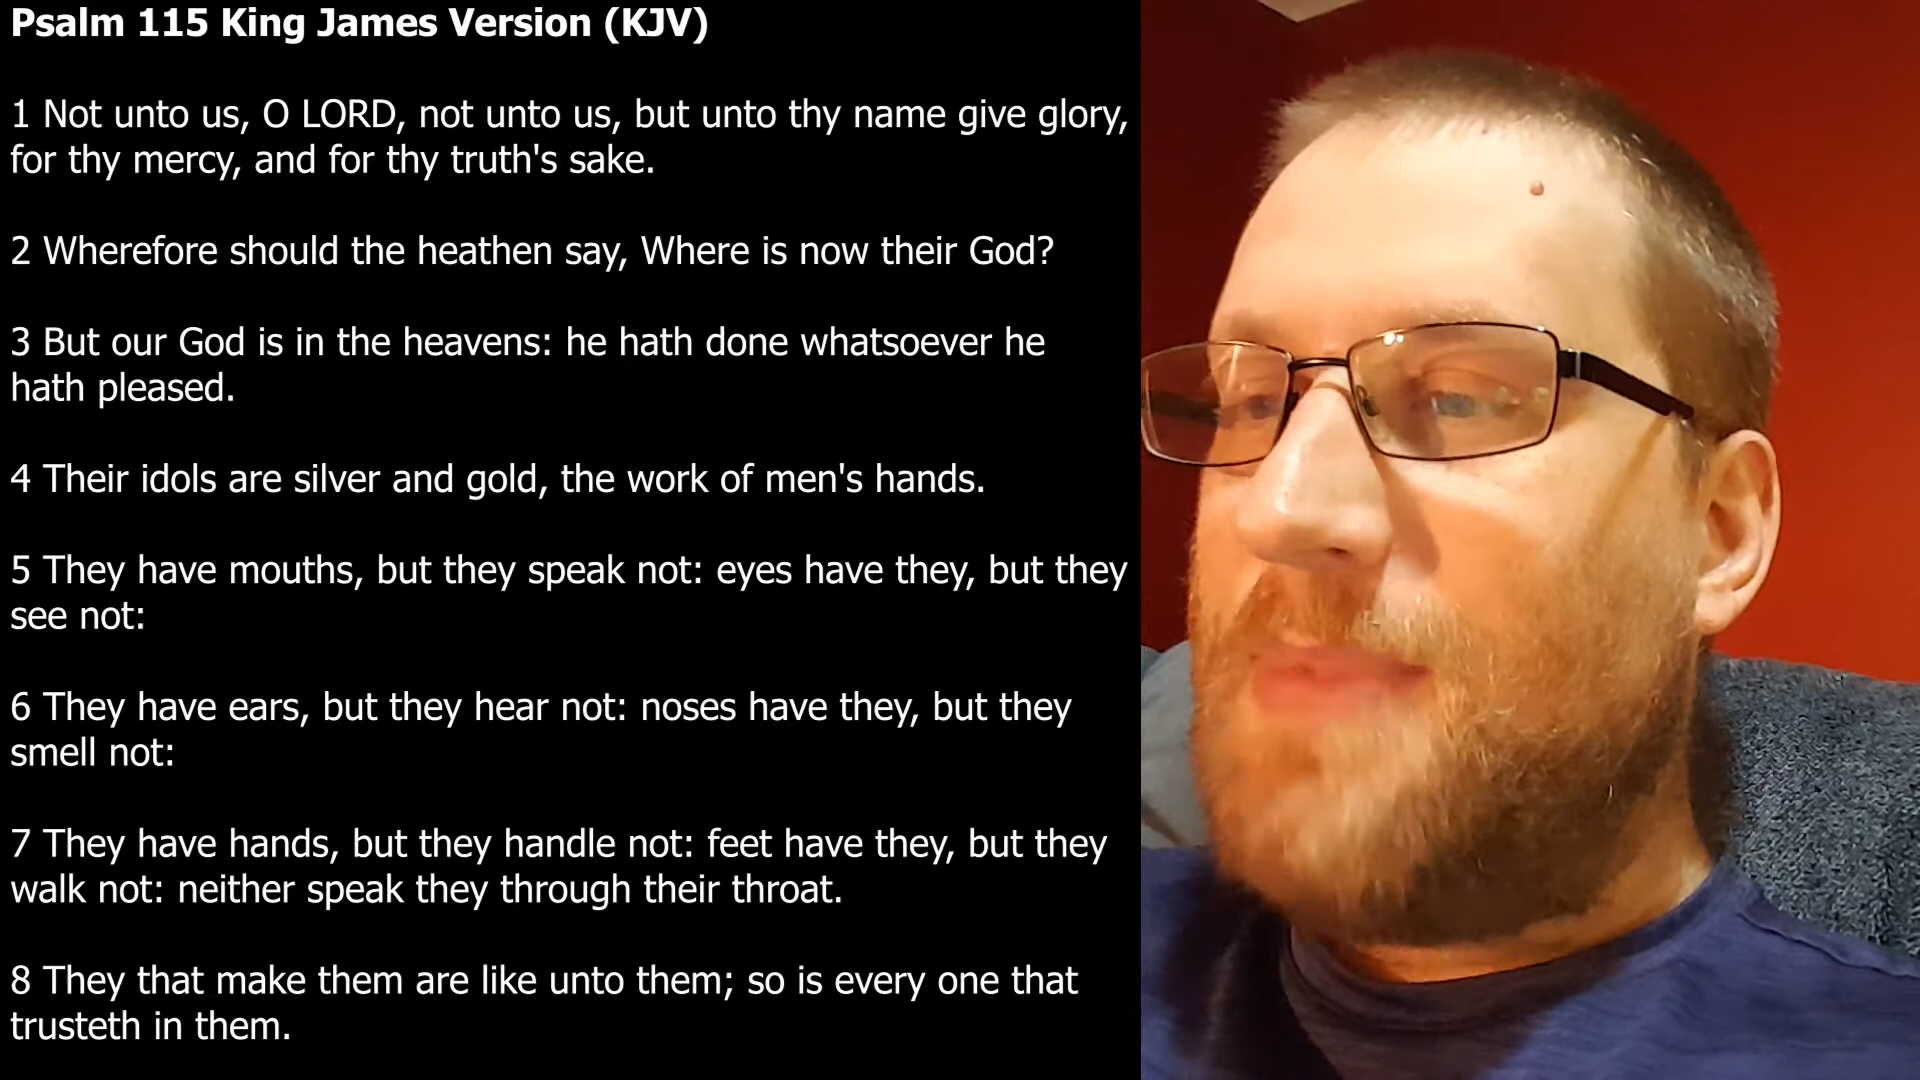 Psalm 115 King James Version (KJV)
1 Not unto us, O LORD, not unto us, but unto thy name give glory,
for thy mercy, and for thy truth's sake.
2 Wherefore should the heathen say, Where is now their God?
3 But our God is in the heavens: he hath done whatsoever he
hath pleased.
4 Their idols are silver and gold, the work of men's hands.
5 They have mouths, but they speak not: eyes have they, but they
see not:
6 They have ears, but they hear not: noses have they, but they
smell not:
7 They have hands, but they handle not: feet have they, but they
walk not: neither speak they through their throat.
8 They that make them are like unto them; so is every one that
trusteth in them.